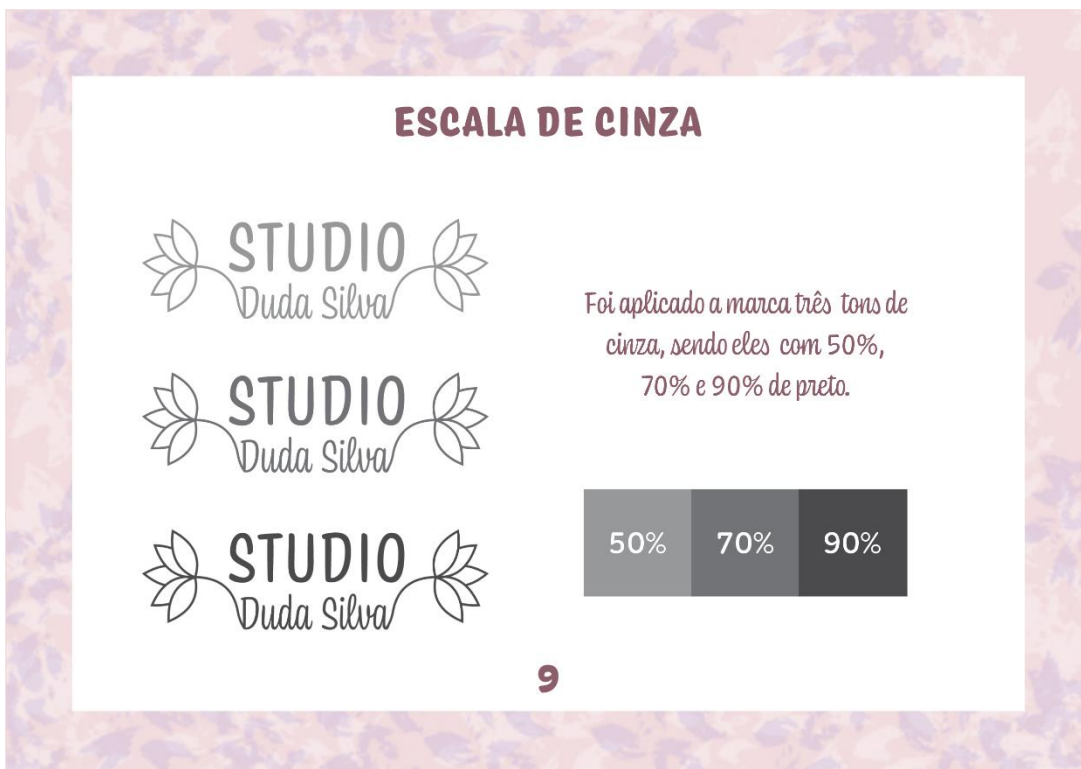 ESCALA DE CINZA
STUDIO
Duda Silva
STUDIO
Duda Silva
STUDIO
Duda Silva
Foi aplicado a marca três tons de
cinza, sendo eles com 50%,
70% e 90% de preto.
50% 70% 90%
9